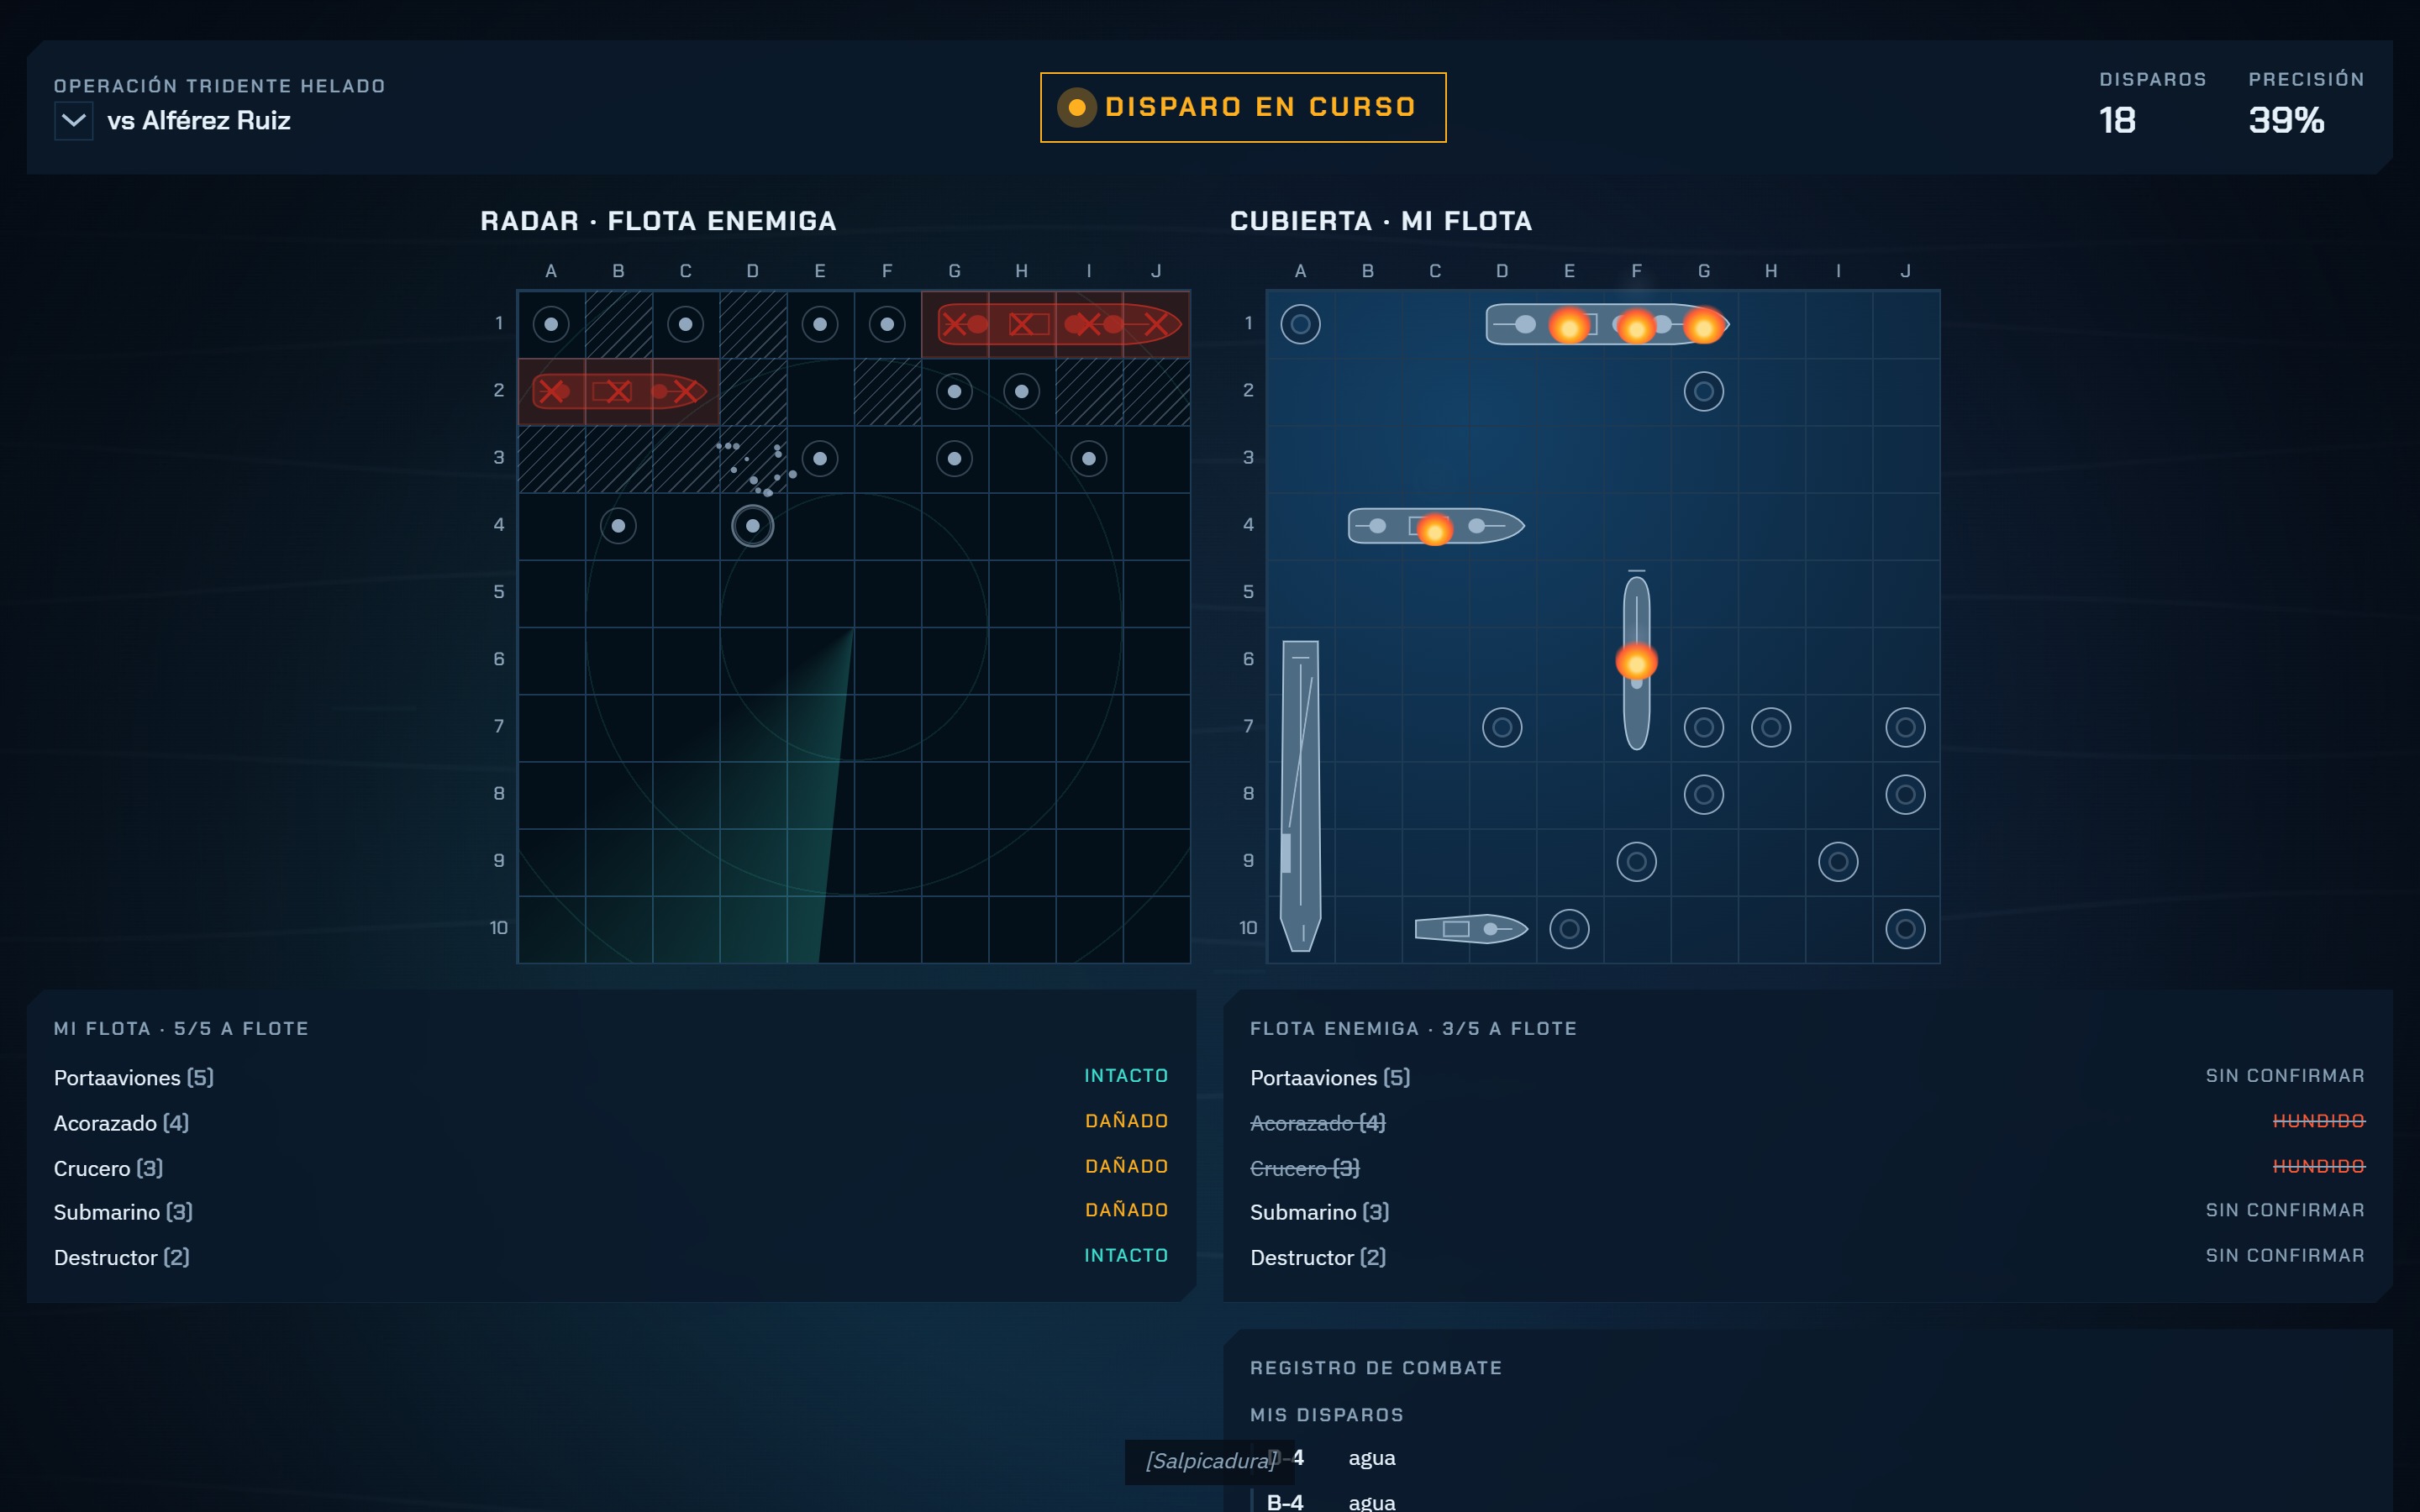 OPERACIÓN TRIDENTE HELADO
vs Alférez Ruiz
DISPARO EN CURSO
DISPAROS PRECISIÓN
18 39%
RADAR · FLOTA ENEMIGA
A B C D E F G H I J
1
2
3
4
5
6
7
8
9
10
CUBIERTA · MI FLOTA
A B C D E F G H I J
1
2
3
4
5
6
7
8
9
10
MI FLOTA · 5/5 A FLOTE
Portaaviones (5) INTACTO
Acorazado (4) DAÑADO
Crucero (3) DAÑADO
Submarino (3) DAÑADO
Destructor (2) INTACTO
FLOTA ENEMIGA · 3/5 A FLOTE
Portaaviones (5) SIN CONFIRMAR
Acorazado (4) HUNDIDO
Crucero (3) HUNDIDO
Submarino (3) SIN CONFIRMAR
Destructor (2) SIN CONFIRMAR
REGISTRO DE COMBATE
MIS DISPAROS
D-4 agua
[Salpicadura]
B-4 agua